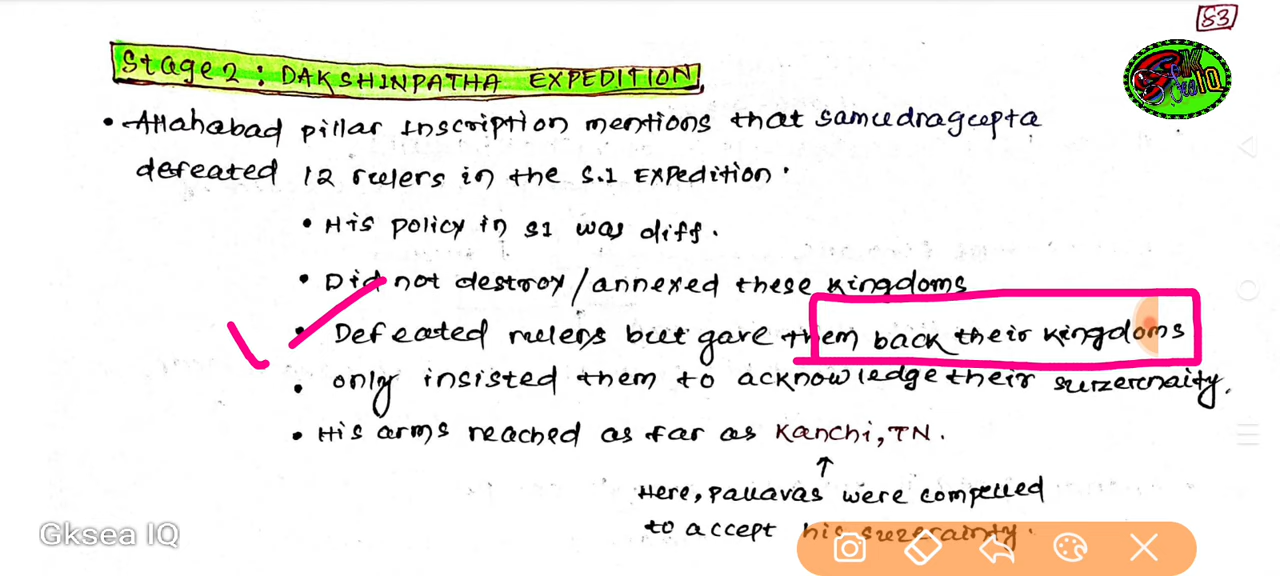 83
Stage 2 : DAKSHINPATHA EXPEDITION
• Allahabad pillar Inscription mentions that samudragupta
defeated 12 rulers in the S.I EXPedition.
• His policy in SI was diff.
• Did not destroy/annexed these kingdoms
• Defeated rulers but gave them back their kingdoms
• only insisted them to acknowledge their surzernaity.
• His arms reached as far as Kanchi, TN.
↑
Here, pallavas were compelled
to accept his suzerainty.
Gksea IQ